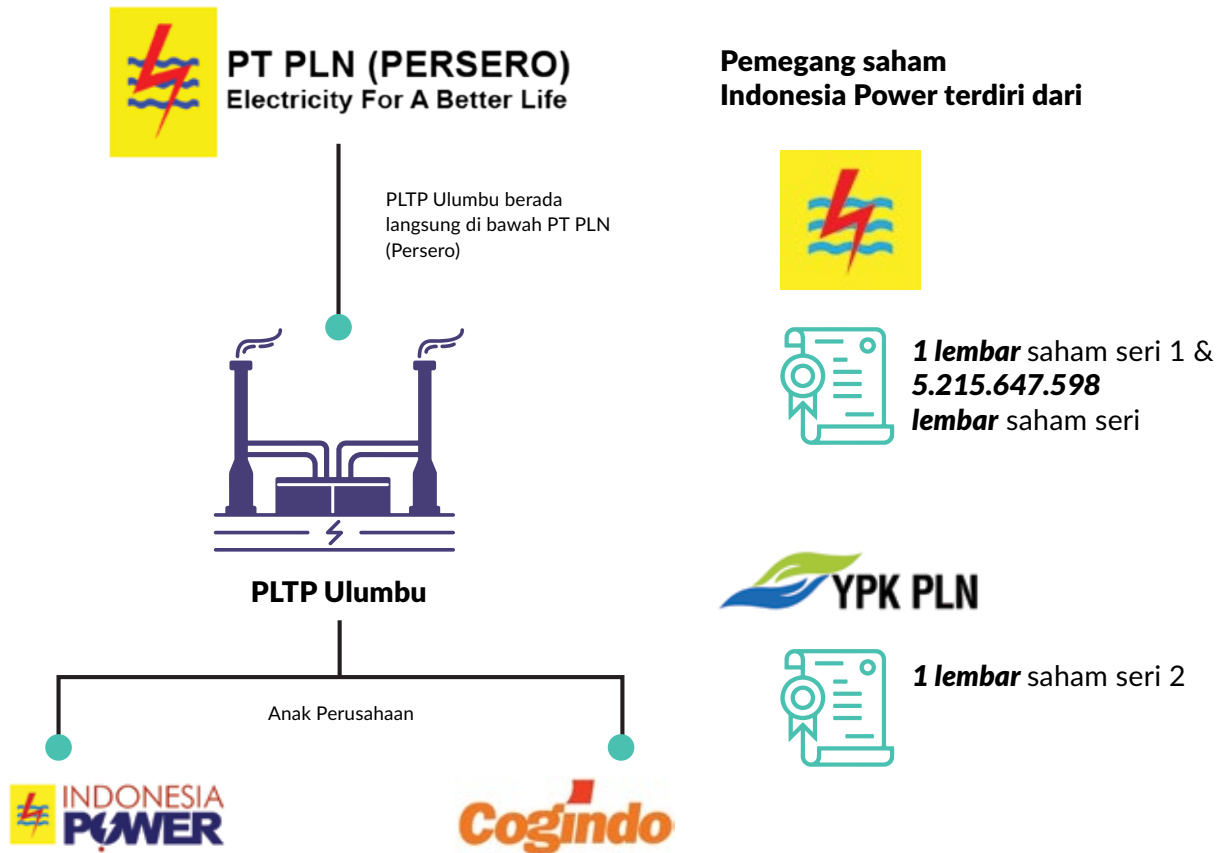 PT PLN (PERSERO)
Electricity For A Better Life
PLTP Ulumbu berada
langsung di bawah PT PLN
(Persero)
PLTP Ulumbu
Anak Perusahaan
INDONESIA
POWER
Cogindo
Pemegang saham
Indonesia Power terdiri dari
1 lembar saham seri 1 &
5.215.647.598
lembar saham seri
YPK PLN
1 lembar saham seri 2